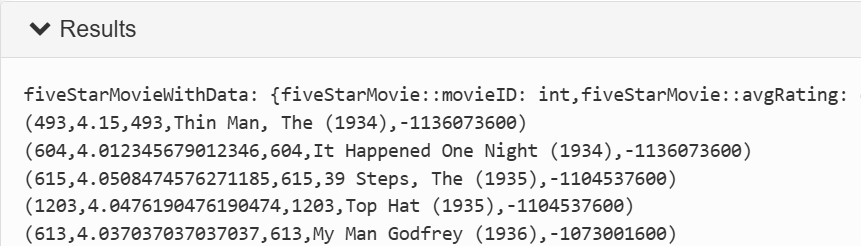 Results
fiveStarMovieWithData: {fiveStarMovie::movieID: int,fiveStarMovie::avgRating:
(493,4.15,493,Thin Man, The (1934),-1136073600)
(604,4.012345679012346,604,It Happened One Night (1934),-1136073600)
(615,4.0508474576271185,615,39 Steps, The (1935),-1104537600)
(1203,4.0476190476190474,1203,Top Hat (1935),-1104537600)
(613,4.037037037037037,613,My Man Godfrey (1936),-1073001600)